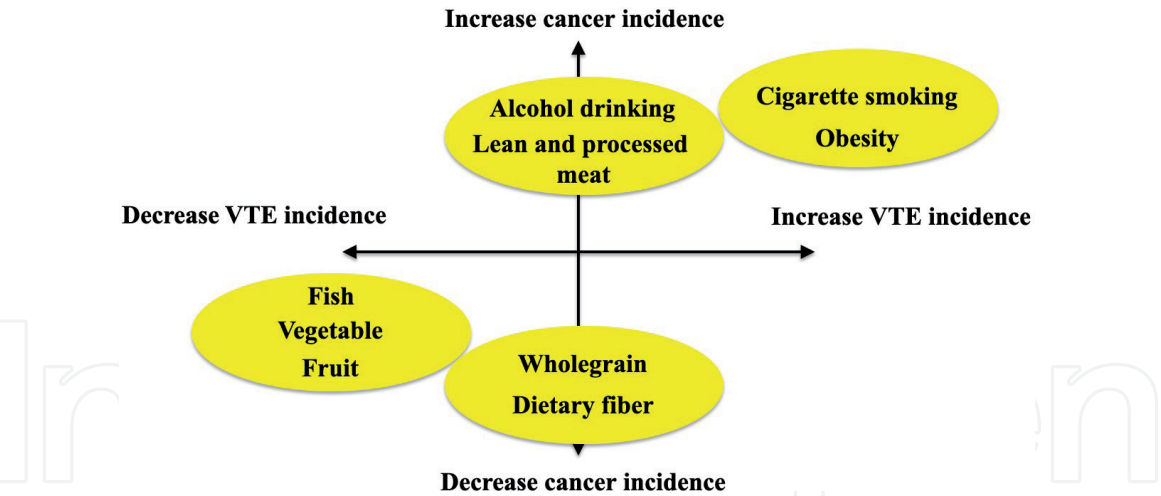 Increase cancer incidence
Alcohol drinking
Lean and processed
meat
Cigarette smoking
Obesity
Decrease VTE incidence
Increase VTE incidence
Fish
Vegetable
Fruit
Wholegrain
Dietary fiber
Decrease cancer incidence